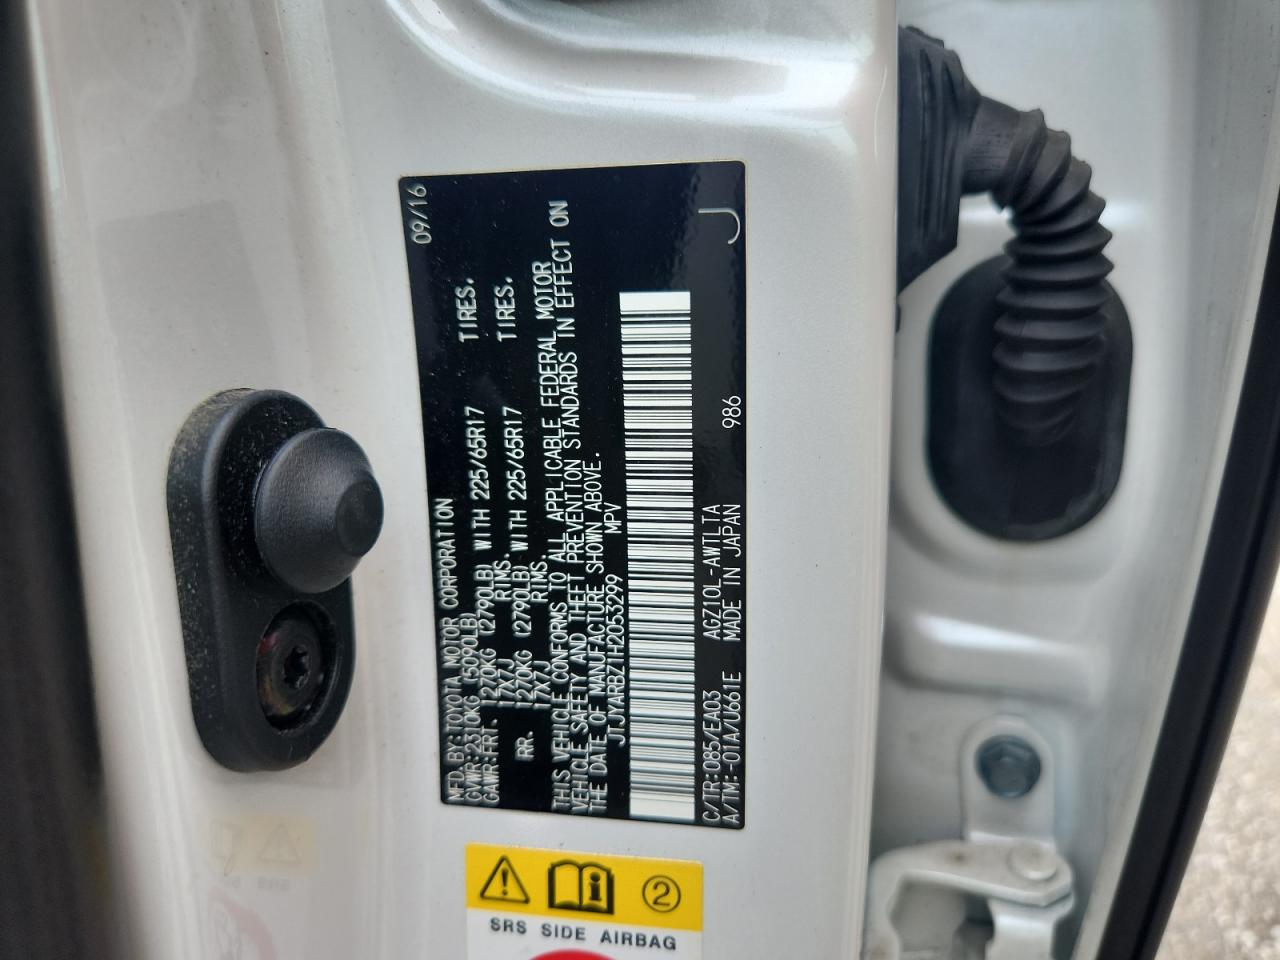 MFD. BY:TOYOTA MOTOR CORPORATION 09/16
GVWR:2310KG (5090LB)
GAWR:FRT. 1270KG (2790LB) WITH 225/65R17 TIRES.
17X7J RIMS.
RR. 1270KG (2790LB) WITH 225/65R17 TIRES.
17X7J RIMS.
THIS VEHICLE CONFORMS TO ALL APPLICABLE FEDERAL MOTOR
VEHICLE SAFETY AND THEFT PREVENTION STANDARDS IN EFFECT ON
THE DATE OF MANUFACTURE SHOWN ABOVE.
JTJYARBZ1H2053299 MPV
C/TR:085/EA03 AGZ10L-AWTLTA
A/TM:-01A/U661E MADE IN JAPAN 986 J
2
SRS SIDE AIRBAG